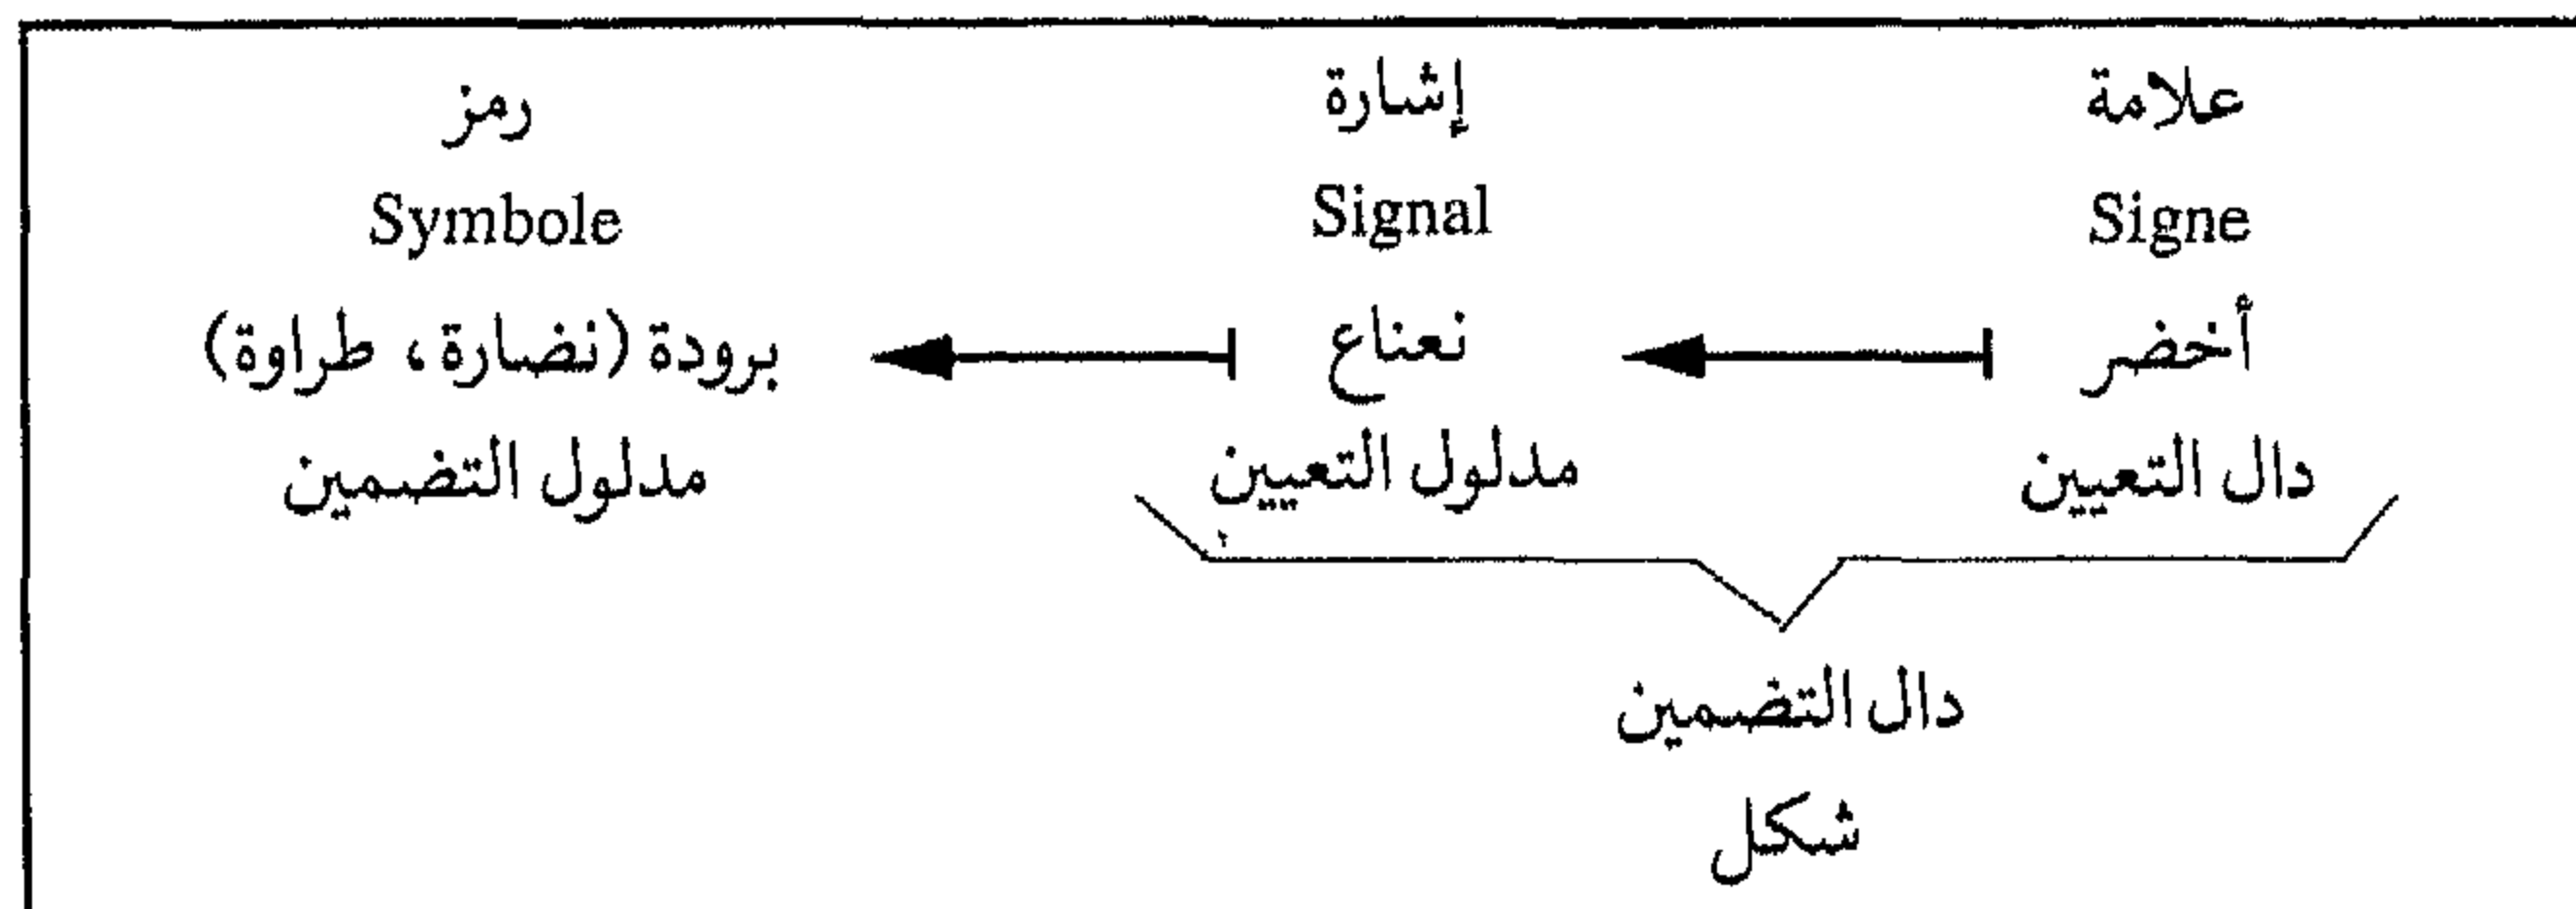 علامة إشارة رمز
Signe Signal Symbole
أخضر نعناع برودة (نضارة، طراوة)
دال التعيين مدلول التعيين مدلول التضمين
دال التضمين
شكل